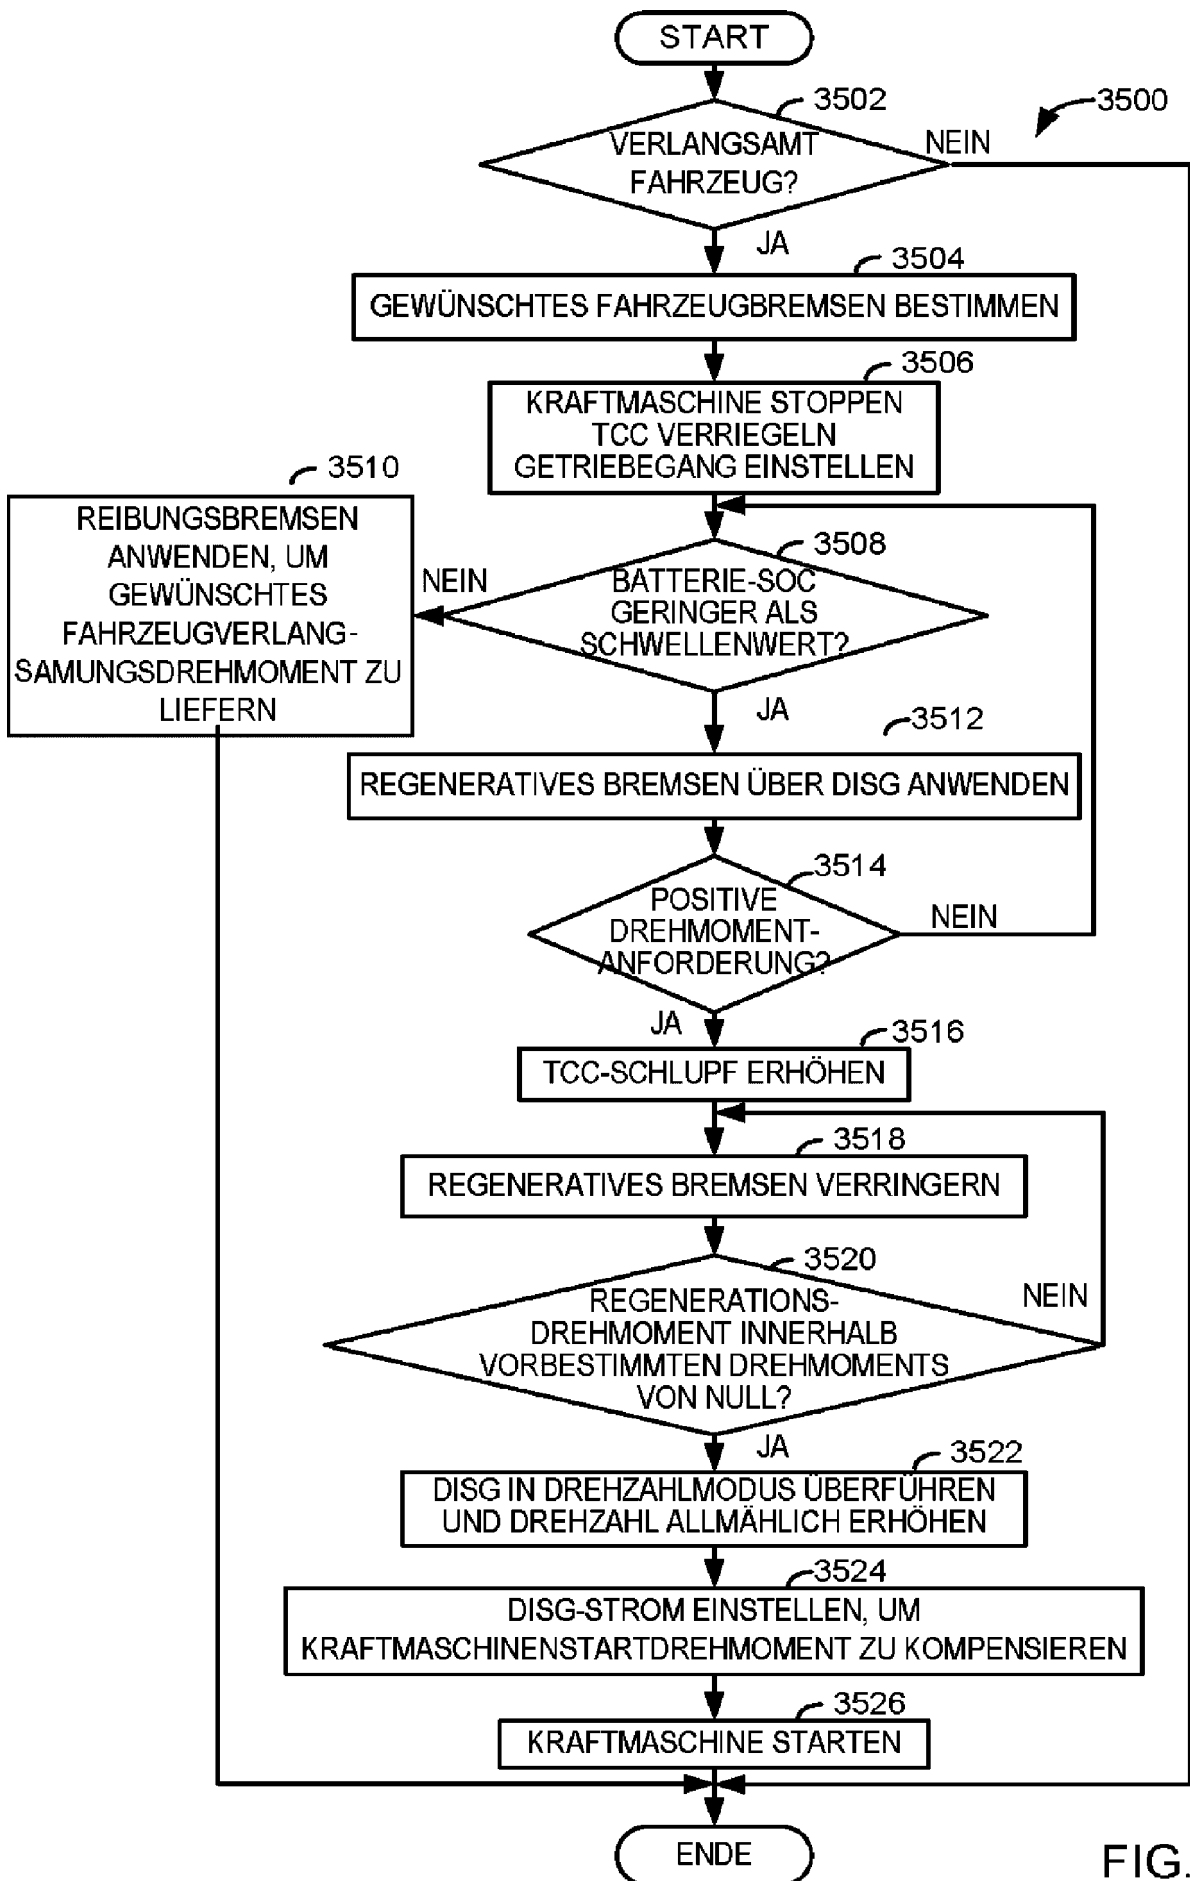 START
3502
3500
VERLANGSAMT
FAHRZEUG?
NEIN
JA
3504
GEWÜNSCHTES FAHRZEUGBREMSEN BESTIMMEN
3506
KRAFTMASCHINE STOPPEN
TCC VERRIEGELN
GETRIEBEGANG EINSTELLEN
3510
REIBUNGSBREMSEN
ANWENDEN, UM
GEWÜNSCHTES
FAHRZEUGVERLANG-
SAMUNGSDREHMOMENT ZU
LIEFERN
3508
NEIN
BATTERIE-SOC
GERINGER ALS
SCHWELLENWERT?
JA
3512
REGENERATIVES BREMSEN ÜBER DISG ANWENDEN
3514
POSITIVE
DREHMOMENT-
ANFORDERUNG?
NEIN
JA
3516
TCC-SCHLUPF ERHÖHEN
3518
REGENERATIVES BREMSEN VERRINGERN
3520
REGENERATIONS-
DREHMOMENT INNERHALB
VORBESTIMMTEN DREHMOMENTS
VON NULL?
NEIN
JA
3522
DISG IN DREHZAHLMODUS ÜBERFÜHREN
UND DREHZAHL ALLMÄHLICH ERHÖHEN
3524
DISG-STROM EINSTELLEN, UM
KRAFTMASCHINENSTARTDREHMOMENT ZU KOMPENSIEREN
3526
KRAFTMASCHINE STARTEN
ENDE
FIG.